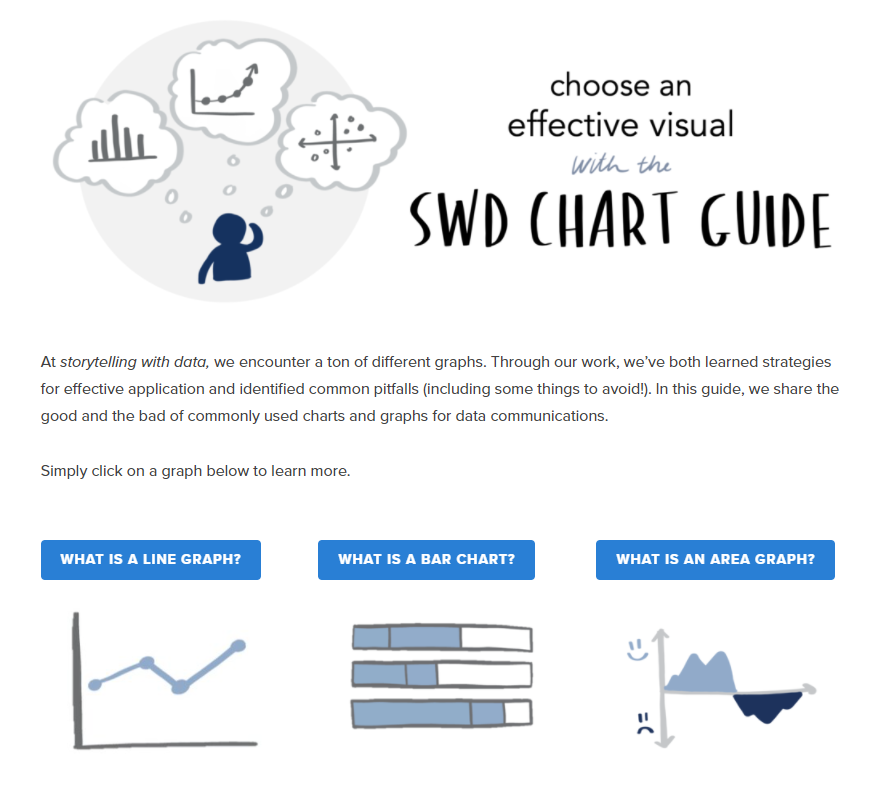 choose an
effective visual
with the
SWD CHART GUIDE
At storytelling with data, we encounter a ton of different graphs. Through our work, we’ve both learned strategies
for effective application and identified common pitfalls (including some things to avoid!). In this guide, we share the
good and the bad of commonly used charts and graphs for data communications.
Simply click on a graph below to learn more.
WHAT IS A LINE GRAPH?
WHAT IS A BAR CHART?
WHAT IS AN AREA GRAPH?